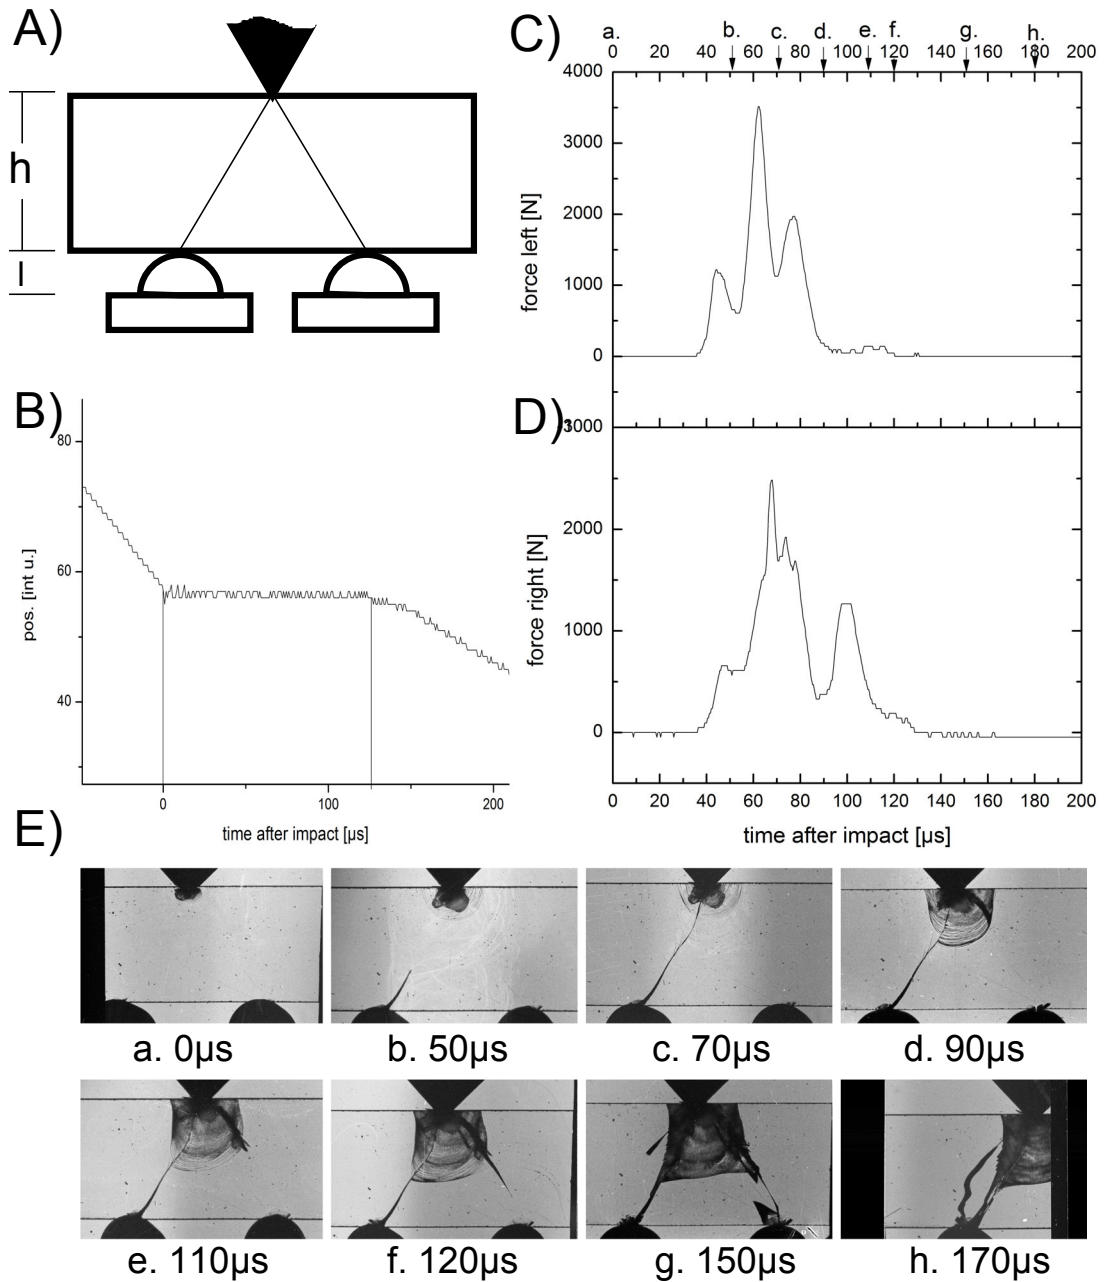 A)
h
l
B)
80
60
40
pos. [int u.]
0 100 200
time after impact [µs]
C)
a. b. c. d. e. f. g. h.
0 20 40 60 80 100 120 140 160 180 200
4000
3000
2000
1000
0
force left [N]
D)
3000
2000
1000
0
force right [N]
0 20 40 60 80 100 120 140 160 180 200
time after impact [µs]
E)
a. 0µs b. 50µs c. 70µs d. 90µs
e. 110µs f. 120µs g. 150µs h. 170µs